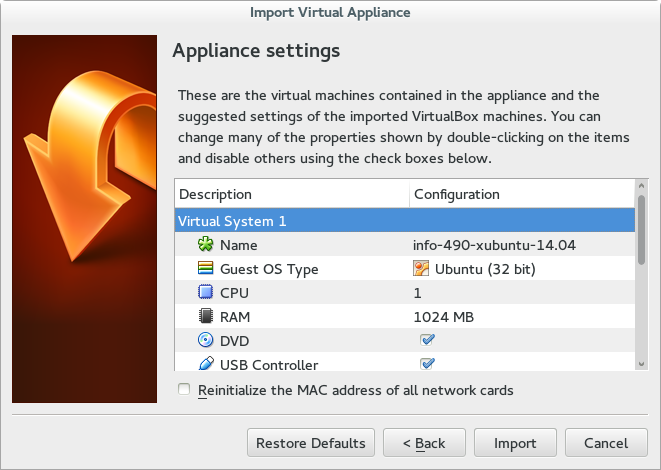 Import Virtual Appliance
Appliance settings
These are the virtual machines contained in the appliance and the
suggested settings of the imported VirtualBox machines. You can
change many of the properties shown by double-clicking on the items
and disable others using the check boxes below.
Description Configuration
Virtual System 1
Name info-490-xubuntu-14.04
Guest OS Type Ubuntu (32 bit)
CPU 1
RAM 1024 MB
DVD
USB Controller
Reinitialize the MAC address of all network cards
Restore Defaults < Back Import Cancel